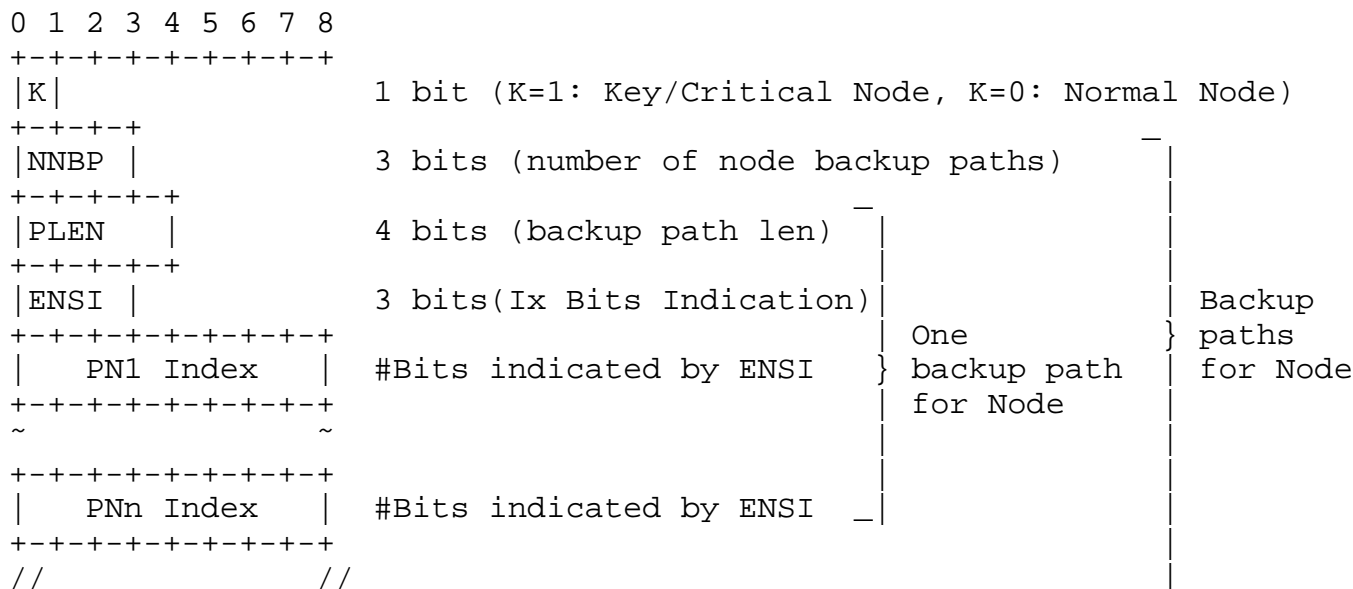 0 1 2 3 4 5 6 7 8
+-+-+-+-+-+-+-+-+
|K|                1 bit (K=1: Key/Critical Node, K=0: Normal Node)
+-+-+-+                                                      _
|NNBP |            3 bits (number of node backup paths)       |
+-+-+-+-+                                    _                |
|PLEN   |          4 bits (backup path len)   |               |
+-+-+-+-+                                     |               |
|ENSI |            3 bits(Ix Bits Indication)|               | Backup
+-+-+-+-+-+-+-+-+                             | One           } paths
|   PN1 Index   |  #Bits indicated by ENSI   } backup path   | for Node
+-+-+-+-+-+-+-+-+                             | for Node      |
~               ~                             |               |
+-+-+-+-+-+-+-+-+                             |               |
|   PNn Index   |  #Bits indicated by ENSI  _|               |
+-+-+-+-+-+-+-+-+                                             |
//             //                                             |